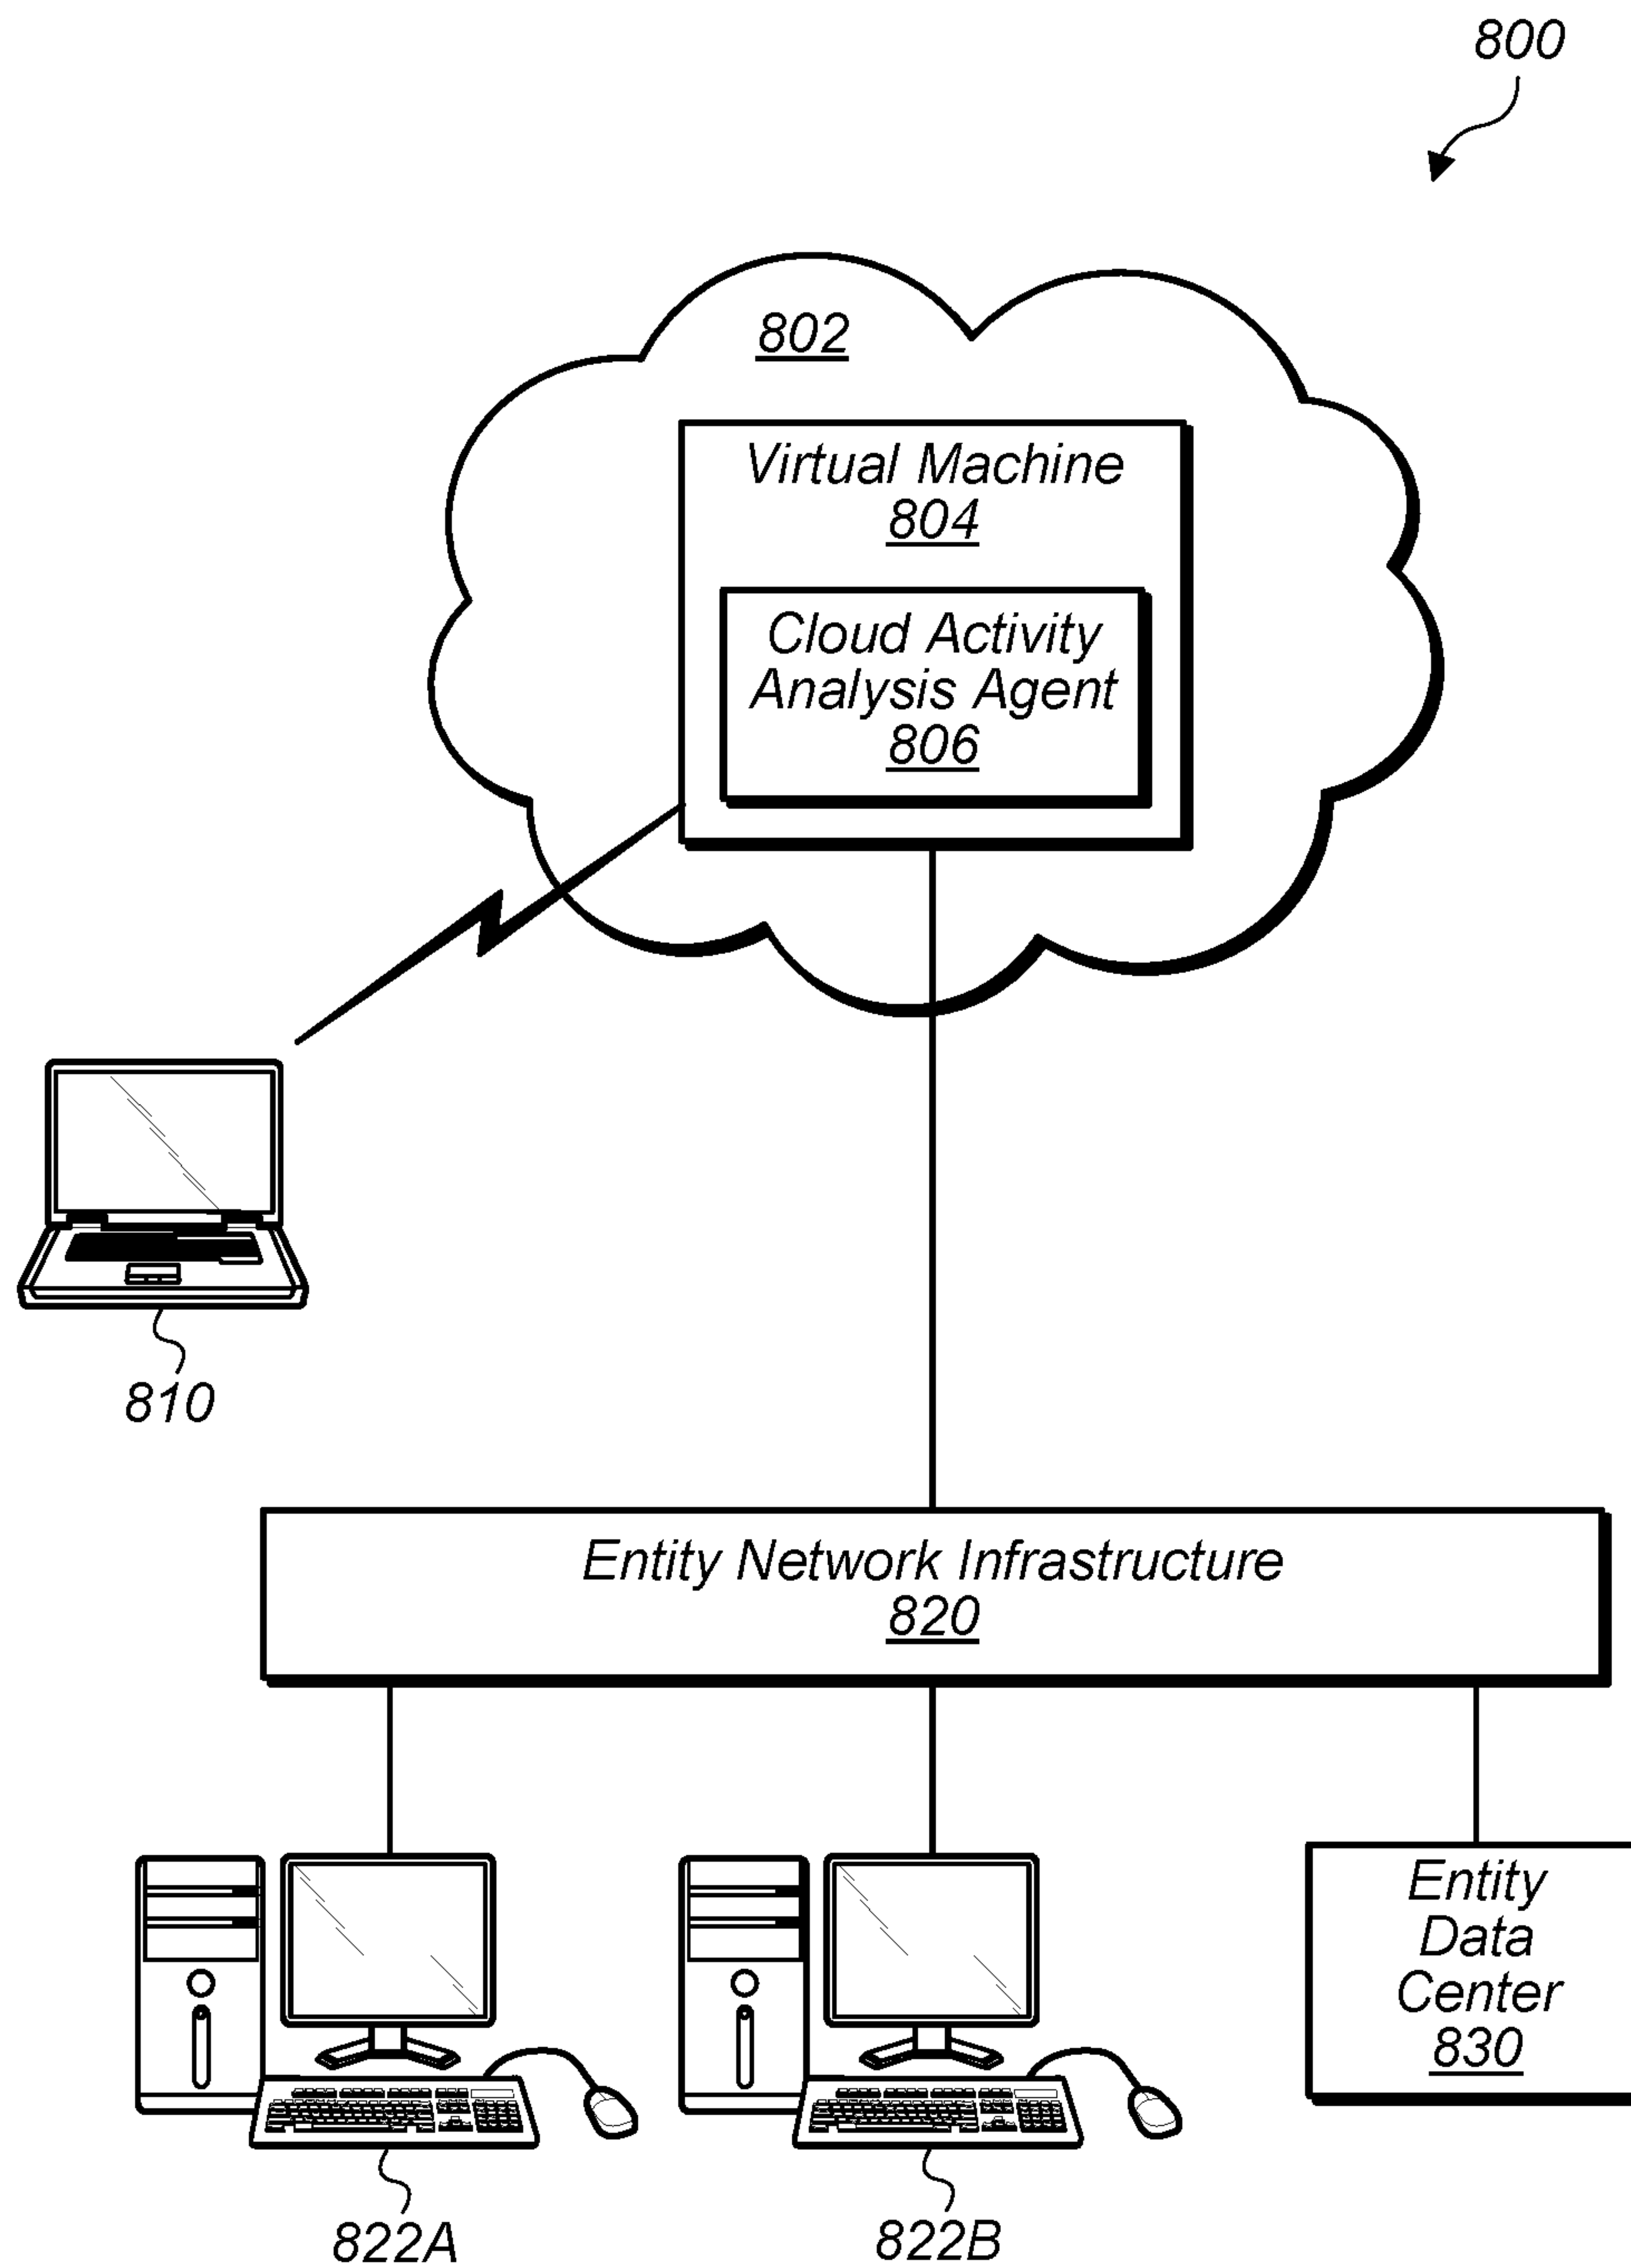 800
802
Virtual Machine
804
Cloud Activity
Analysis Agent
806
810
Entity Network Infrastructure
820
Entity
Data
Center
830
822A
822B